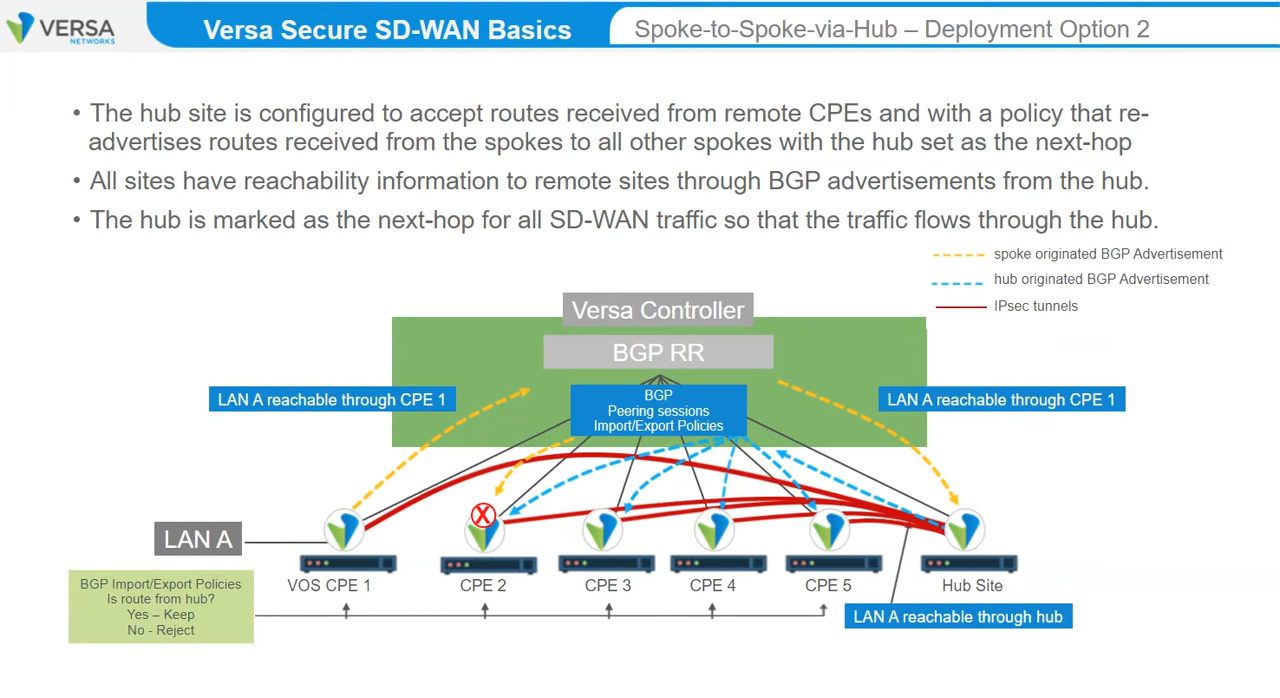 VERSA
NETWORKS
Versa Secure SD-WAN Basics
Spoke-to-Spoke-via-Hub – Deployment Option 2
• The hub site is configured to accept routes received from remote CPEs and with a policy that re-
advertises routes received from the spokes to all other spokes with the hub set as the next-hop
• All sites have reachability information to remote sites through BGP advertisements from the hub.
• The hub is marked as the next-hop for all SD-WAN traffic so that the traffic flows through the hub.
spoke originated BGP Advertisement
hub originated BGP Advertisement
IPsec tunnels
Versa Controller
BGP RR
LAN A reachable through CPE 1
BGP
Peering sessions
Import/Export Policies
LAN A reachable through CPE 1
X
LAN A
VOS CPE 1
CPE 2
CPE 3
CPE 4
CPE 5
Hub Site
BGP Import/Export Policies
Is route from hub?
Yes – Keep
No - Reject
LAN A reachable through hub